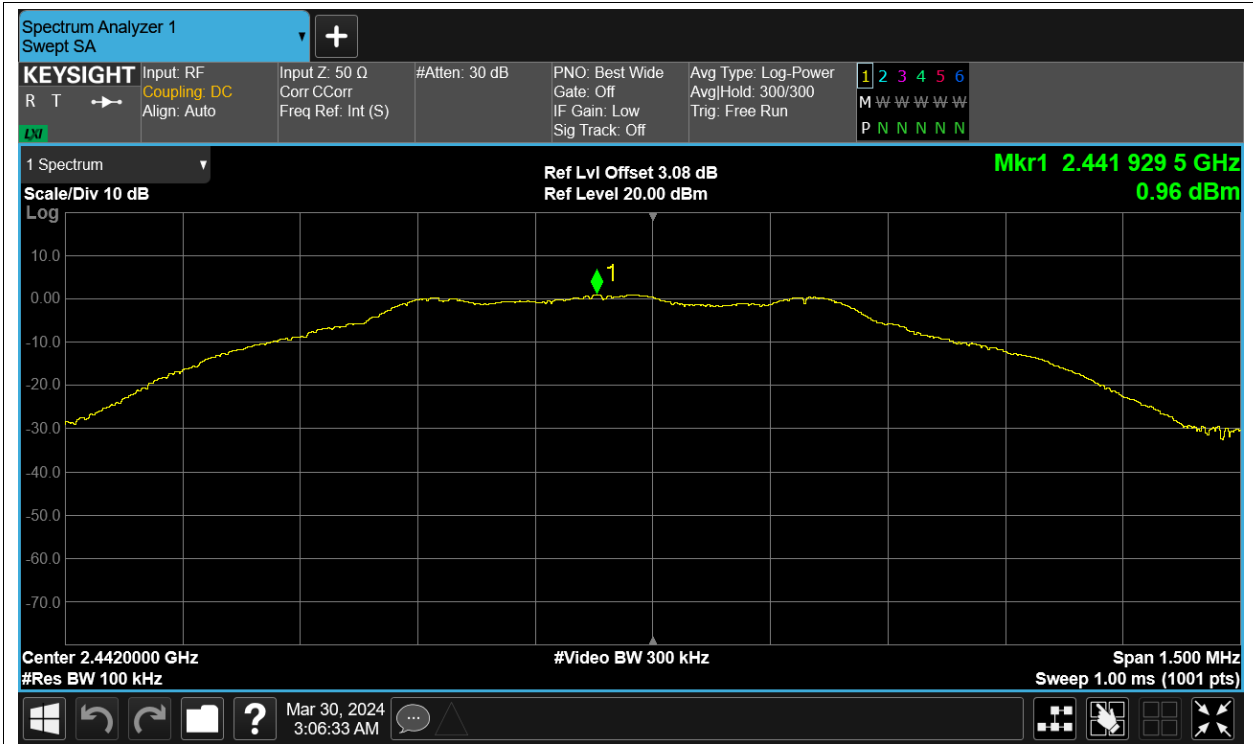 Spectrum Analyzer 1
Swept SA
KEYSIGHT
R T
LXI
Input: RF
Coupling: DC
Align: Auto
Input Z: 50 Ω
Corr CCorr
Freq Ref: Int (S)
#Atten: 30 dB
PNO: Best Wide
Gate: Off
IF Gain: Low
Sig Track: Off
Avg Type: Log-Power
Avg|Hold: 300/300
Trig: Free Run
1 2 3 4 5 6
M W W W W W
P N N N N N
1 Spectrum
Scale/Div 10 dB
Log
Ref Lvl Offset 3.08 dB
Ref Level 20.00 dBm
Mkr1 2.441 929 5 GHz
0.96 dBm
1
10.0
0.00
-10.0
-20.0
-30.0
-40.0
-50.0
-60.0
-70.0
Center 2.4420000 GHz
#Res BW 100 kHz
#Video BW 300 kHz
Span 1.500 MHz
Sweep 1.00 ms (1001 pts)
?
Mar 30, 2024
3:06:33 AM